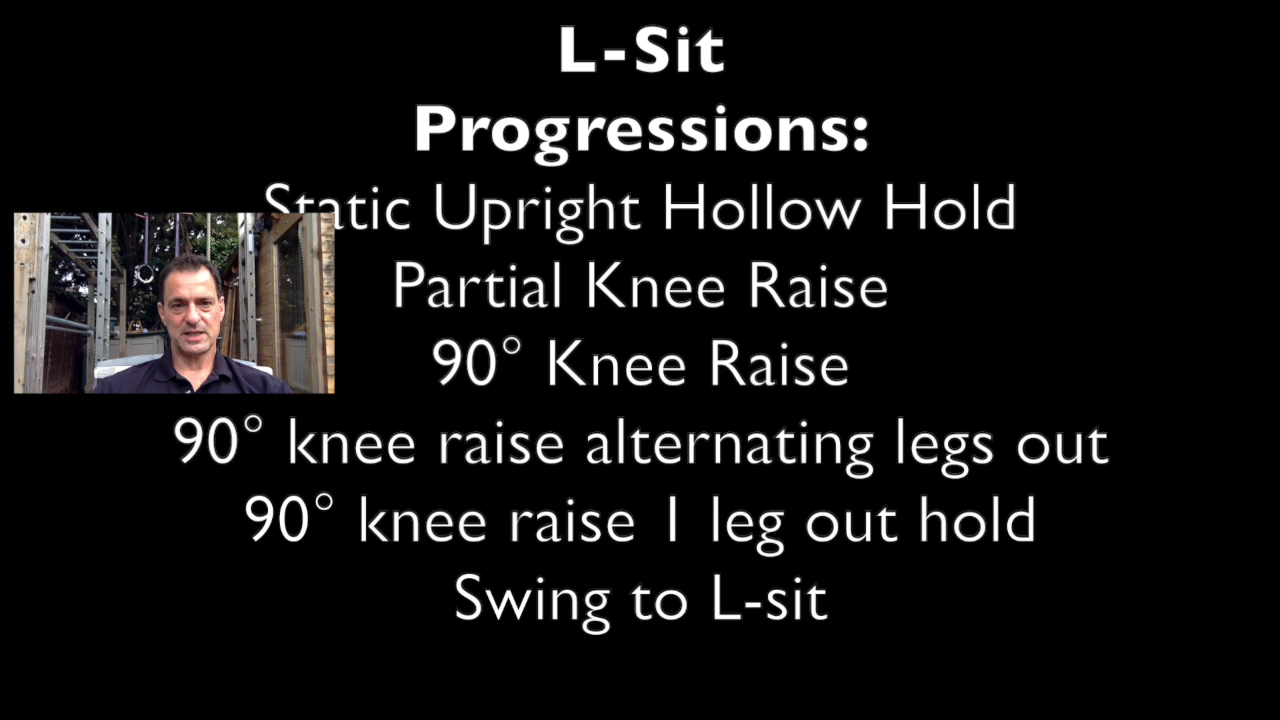 L-Sit
Progressions:
Static Upright Hollow Hold
Partial Knee Raise
90° Knee Raise
90° knee raise alternating legs out
90° knee raise 1 leg out hold
Swing to L-sit